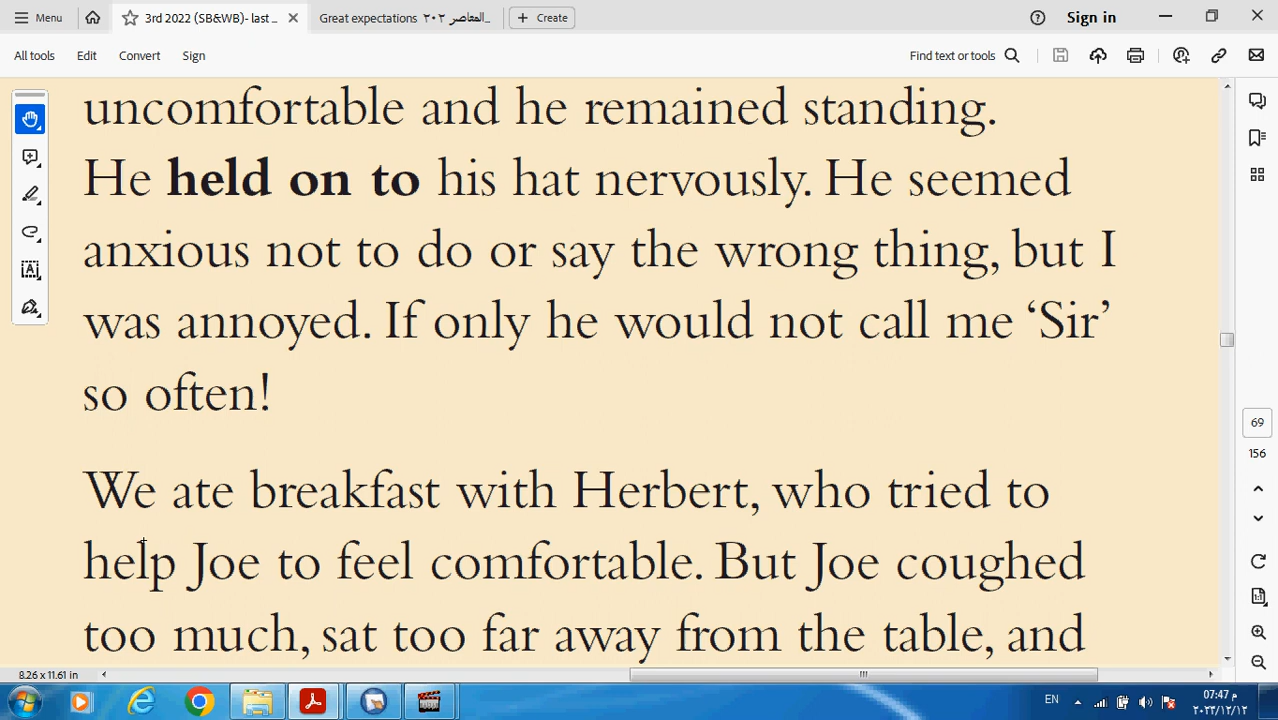 Menu
3rd 2022 (SB&WB)- last ...
Great expectations المعاصر ٢٠٢...
Create
Sign in
All tools
Edit
Convert
Sign
Find text or tools
uncomfortable and he remained standing.
He held on to his hat nervously. He seemed
anxious not to do or say the wrong thing, but I
was annoyed. If only he would not call me ‘Sir’
so often!
We ate breakfast with Herbert, who tried to
help Joe to feel comfortable. But Joe coughed
too much, sat too far away from the table, and
69
156
8.26 x 11.61 in
EN
07:47 م
٢٠٢٣/١٢/١٢